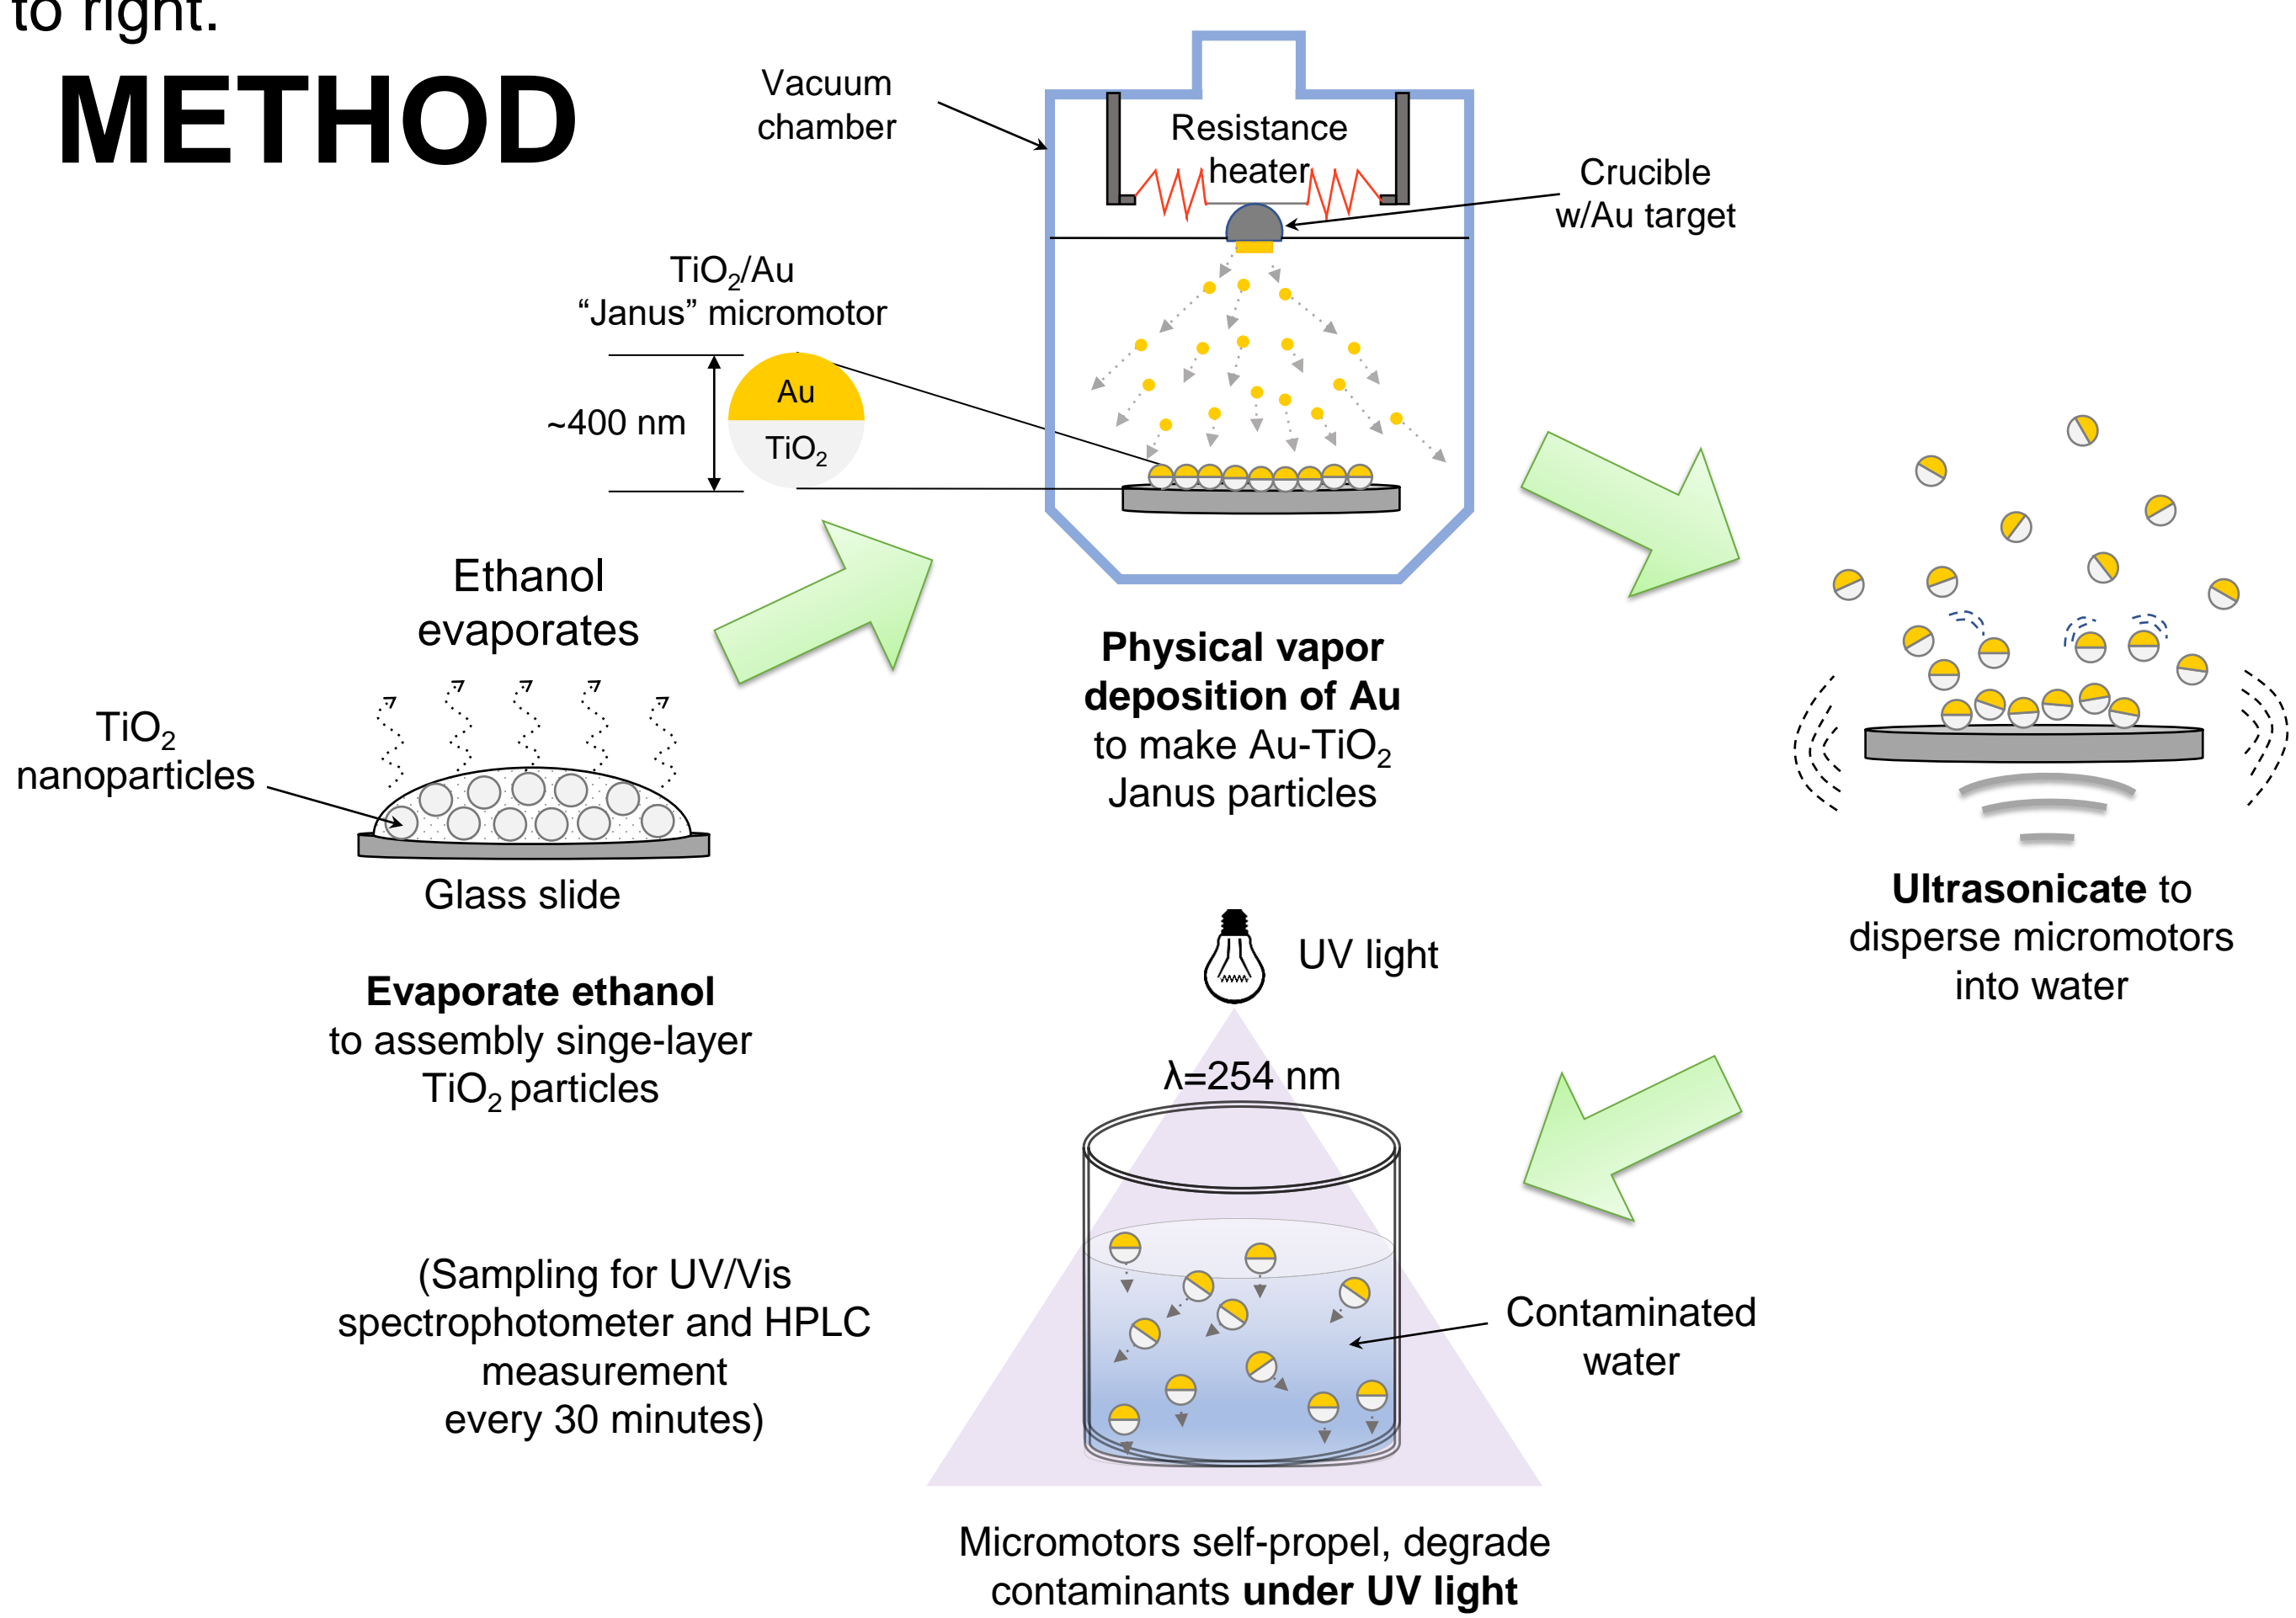 to right.
METHOD
Vacuum
chamber
Resistance
heater
Crucible
w/Au target
TiO₂/Au
“Janus” micromotor
~400 nm
Au
TiO₂
Ethanol
evaporates
TiO₂
nanoparticles
Glass slide
Evaporate ethanol
to assembly singe-layer
TiO₂ particles
Physical vapor
deposition of Au
to make Au-TiO₂
Janus particles
Ultrasonicate to
disperse micromotors
into water
UV light
λ=254 nm
Contaminated
water
(Sampling for UV/Vis
spectrophotometer and HPLC
measurement
every 30 minutes)
Micromotors self-propel, degrade
contaminants under UV light